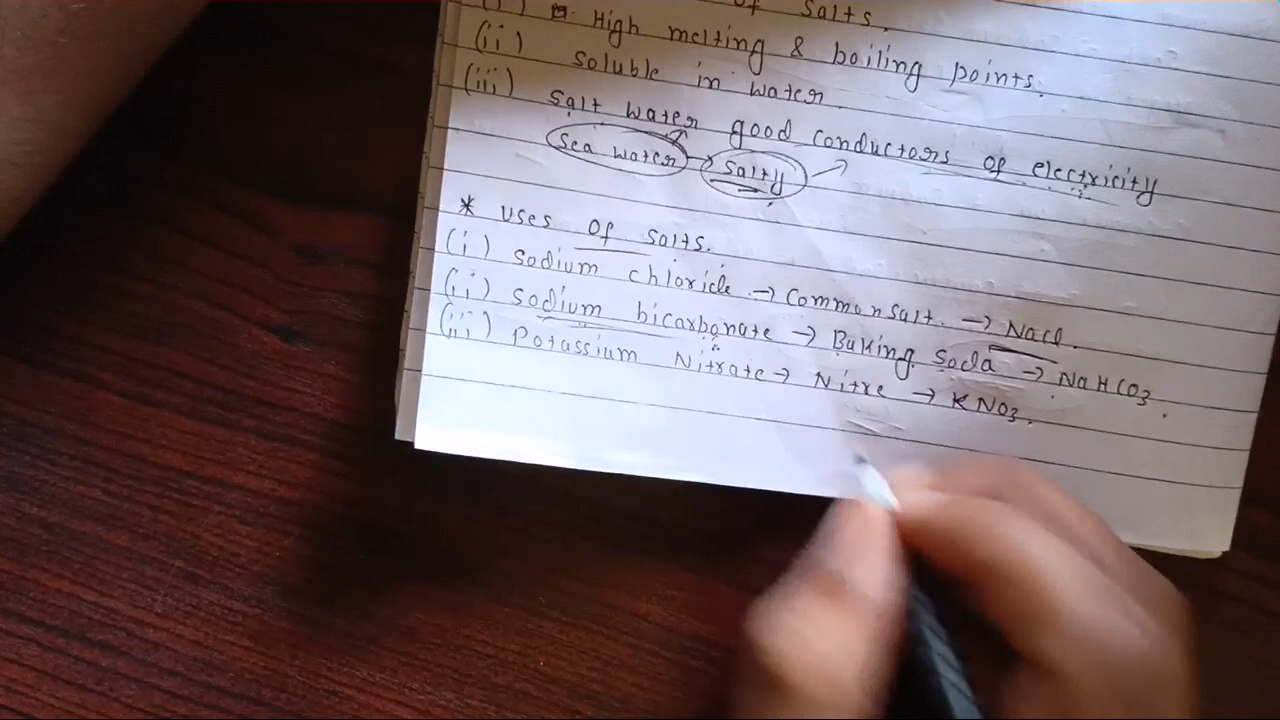 of salts.
(i) High melting & boiling points.
(ii) soluble in water.
(iii) salt water good conductors of electricity
sea water → salty
* Uses of salts.
(i) sodium chloride → Common salt. → NaCl.
(ii) sodium bicarbonate → Baking Soda → NaHCO3.
(iii) Potassium Nitrate → Nitre → KNO3.